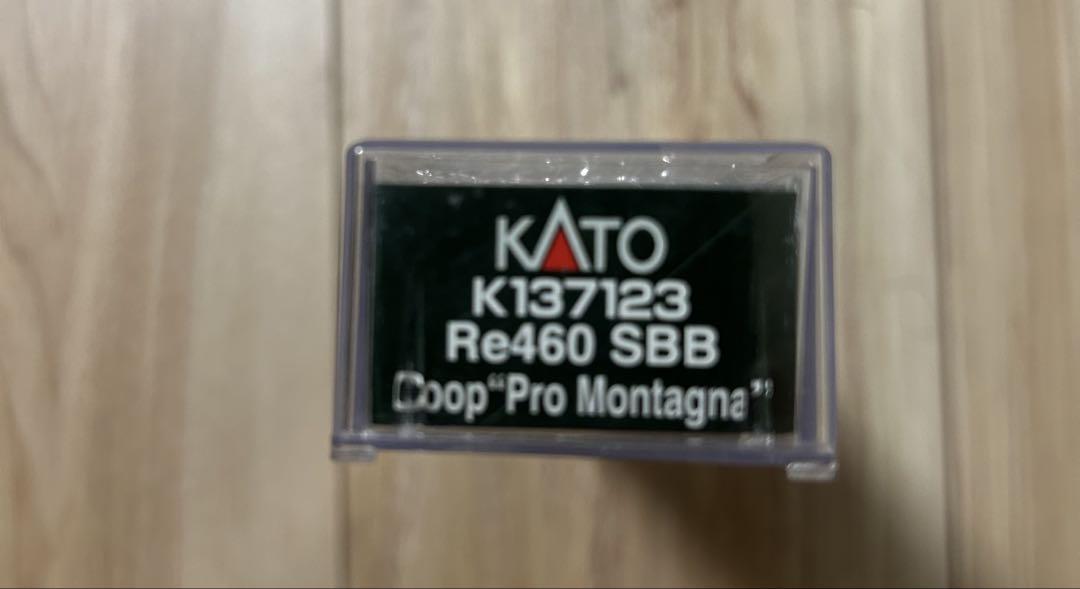 KATO
K137123
Re460 SBB
Coop“Pro Montagna”